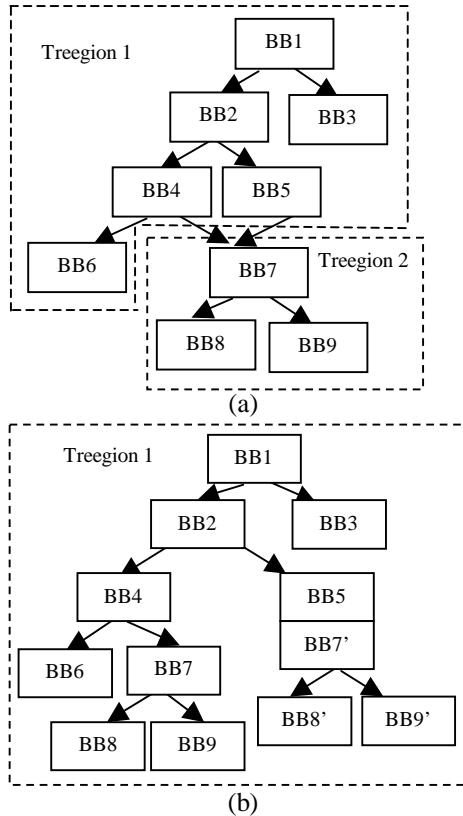 Treegion 1
BB1
BB2
BB3
BB4
BB5
BB6
BB7
Treegion 2
BB8
BB9
(a)
Treegion 1
BB1
BB2
BB3
BB4
BB5
BB6
BB7
BB7’
BB8
BB9
BB8’
BB9’
(b)